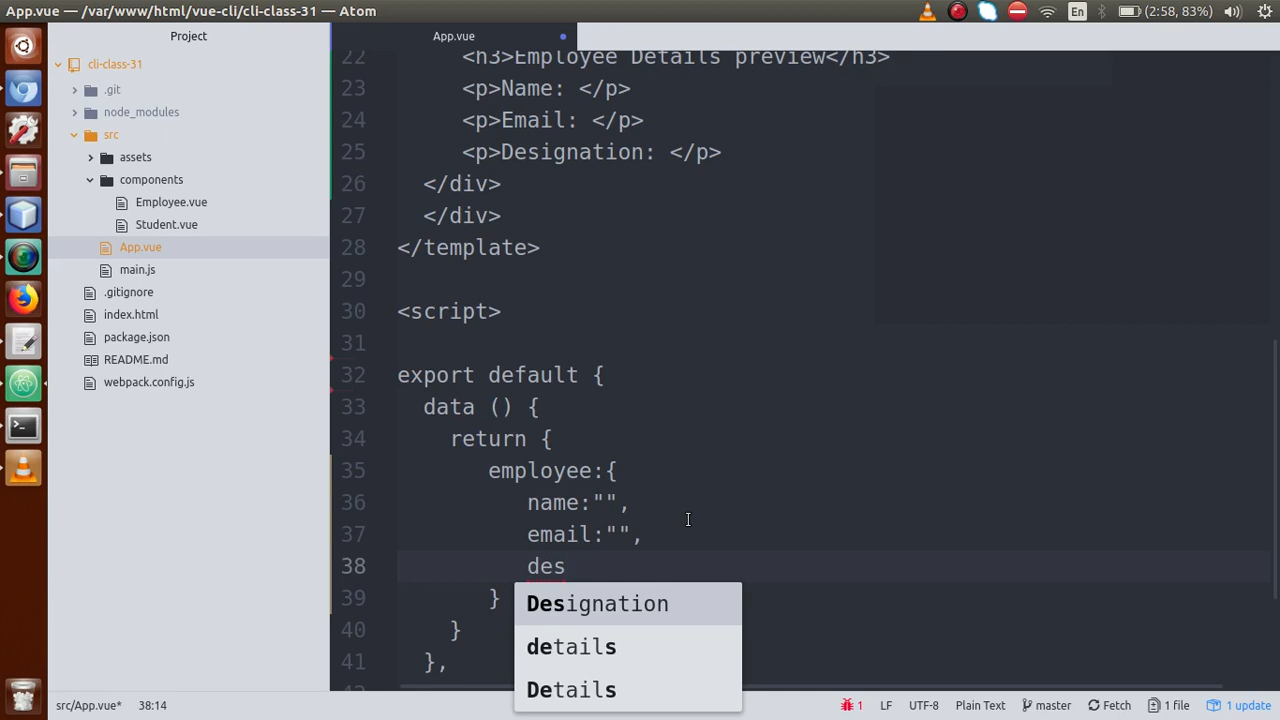 App.vue — /var/www/html/vue-cli/cli-class-31 — Atom
En
(2:58, 83%)
Project
App.vue
cli-class-31
.git
node_modules
src
assets
components
Employee.vue
Student.vue
App.vue
main.js
.gitignore
index.html
package.json
README.md
webpack.config.js
22 <h3>Employee Details preview</h3>
23 <p>Name: </p>
24 <p>Email: </p>
25 <p>Designation: </p>
26 </div>
27 </div>
28 </template>
29
30 <script>
31
32 export default {
33 data () {
34 return {
35 employee:{
36 name:"",
37 email:"",
38 des
39 }
40 }
41 },
Designation
details
Details
src/App.vue* 38:14
1 LF UTF-8 Plain Text master Fetch 1 file 1 update